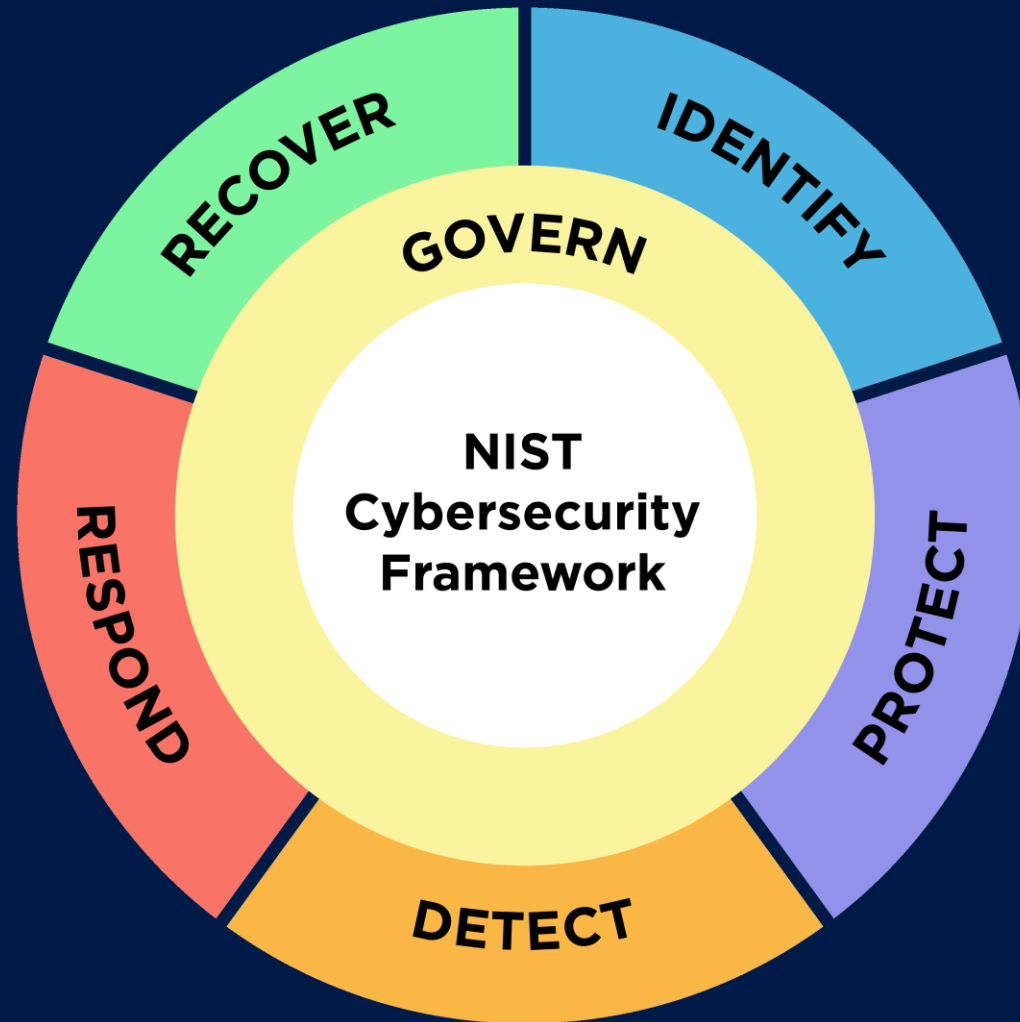 RECOVER
IDENTIFY
GOVERN
NIST
Cybersecurity
Framework
RESPOND
PROTECT
DETECT